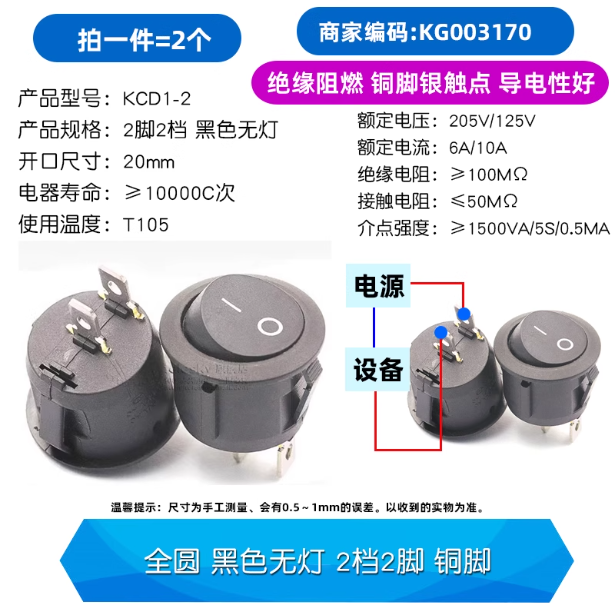 拍一件=2个
商家编码:KG003170
绝缘阻燃 铜脚银触点 导电性好
产品型号： KCD1-2
产品规格： 2脚2档 黑色无灯
开口尺寸： 20mm
电器寿命： ≥10000C次
使用温度： T105
额定电压： 205V/125V
额定电流： 6A/10A
绝缘电阻： ≥100MΩ
接触电阻： ≤50MΩ
介点强度： ≥1500VA/5S/0.5MA
电源
设备
温馨提示：尺寸为手工测量、会有0.5~1mm的误差。以收到的实物为准。
全圆 黑色无灯 2档2脚 铜脚